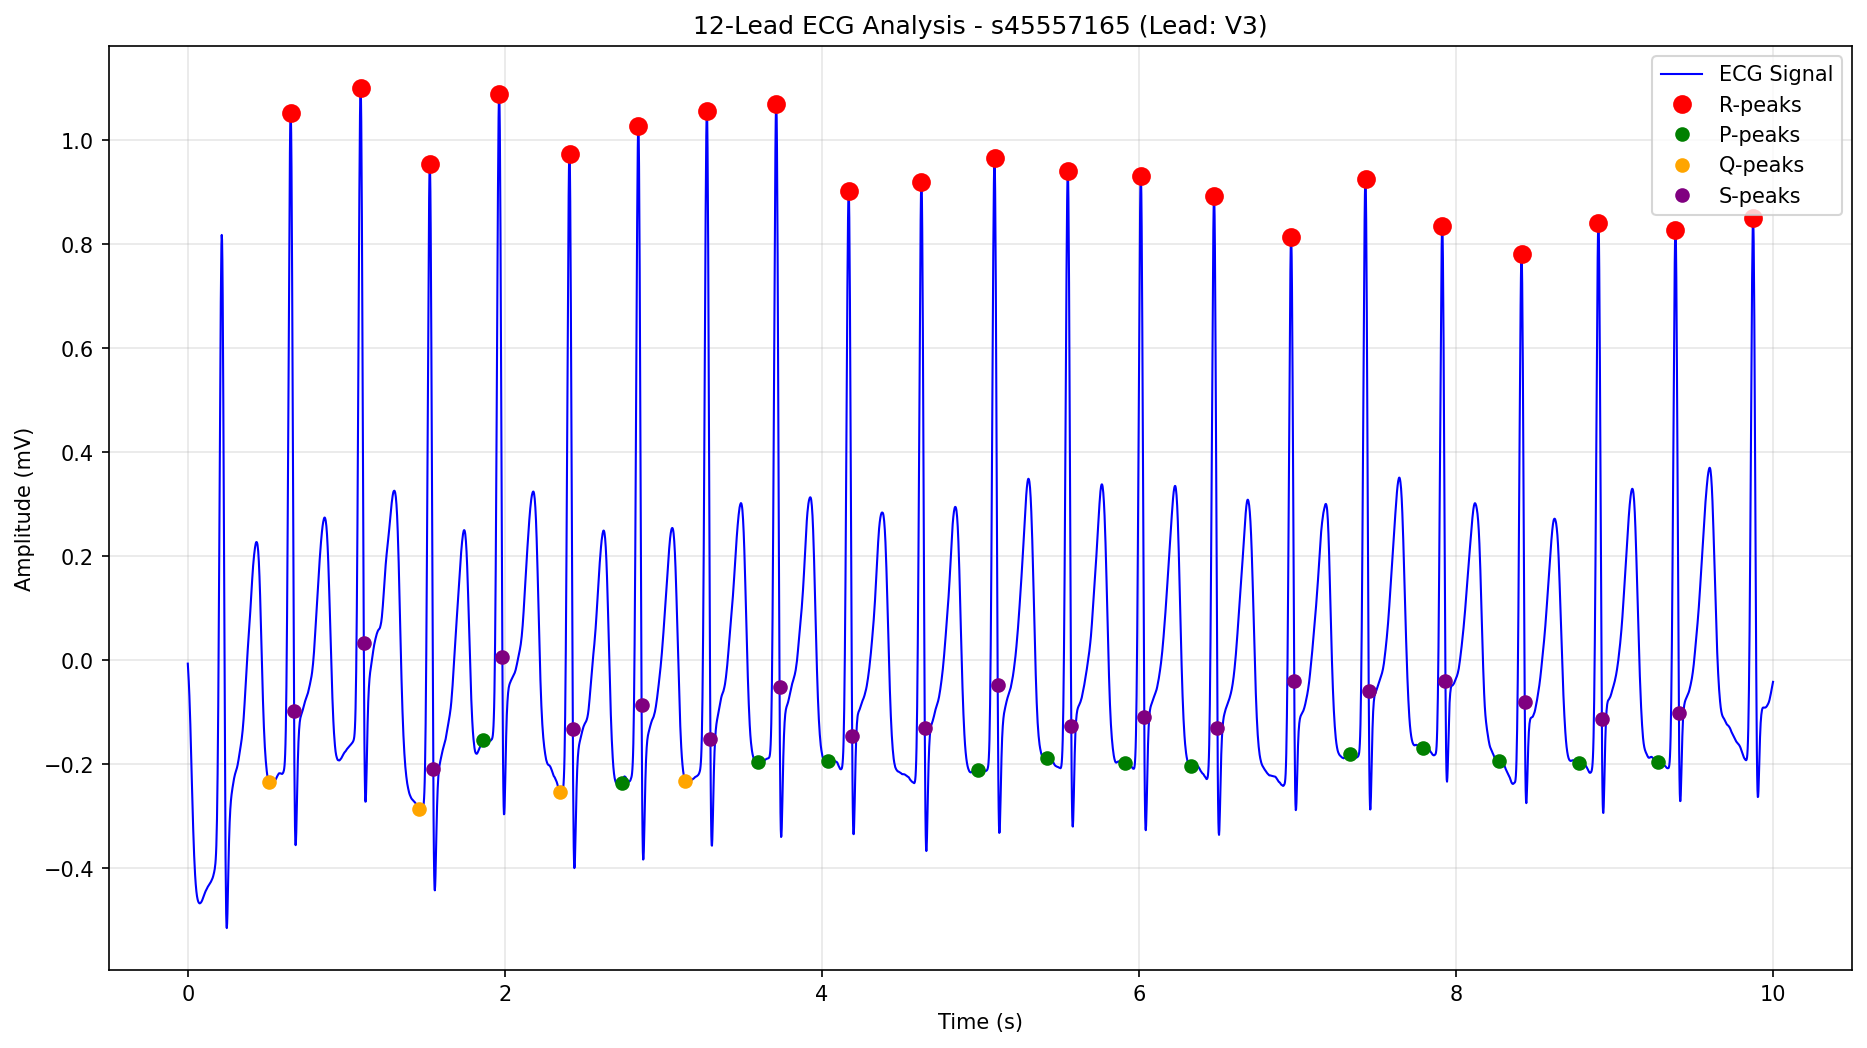 12-Lead ECG Analysis - s45557165 (Lead: V3)
ECG Signal
R-peaks
P-peaks
Q-peaks
S-peaks
Amplitude (mV)
1.0
0.8
0.6
0.4
0.2
0.0
−0.2
−0.4
0 2 4 6 8 10
Time (s)